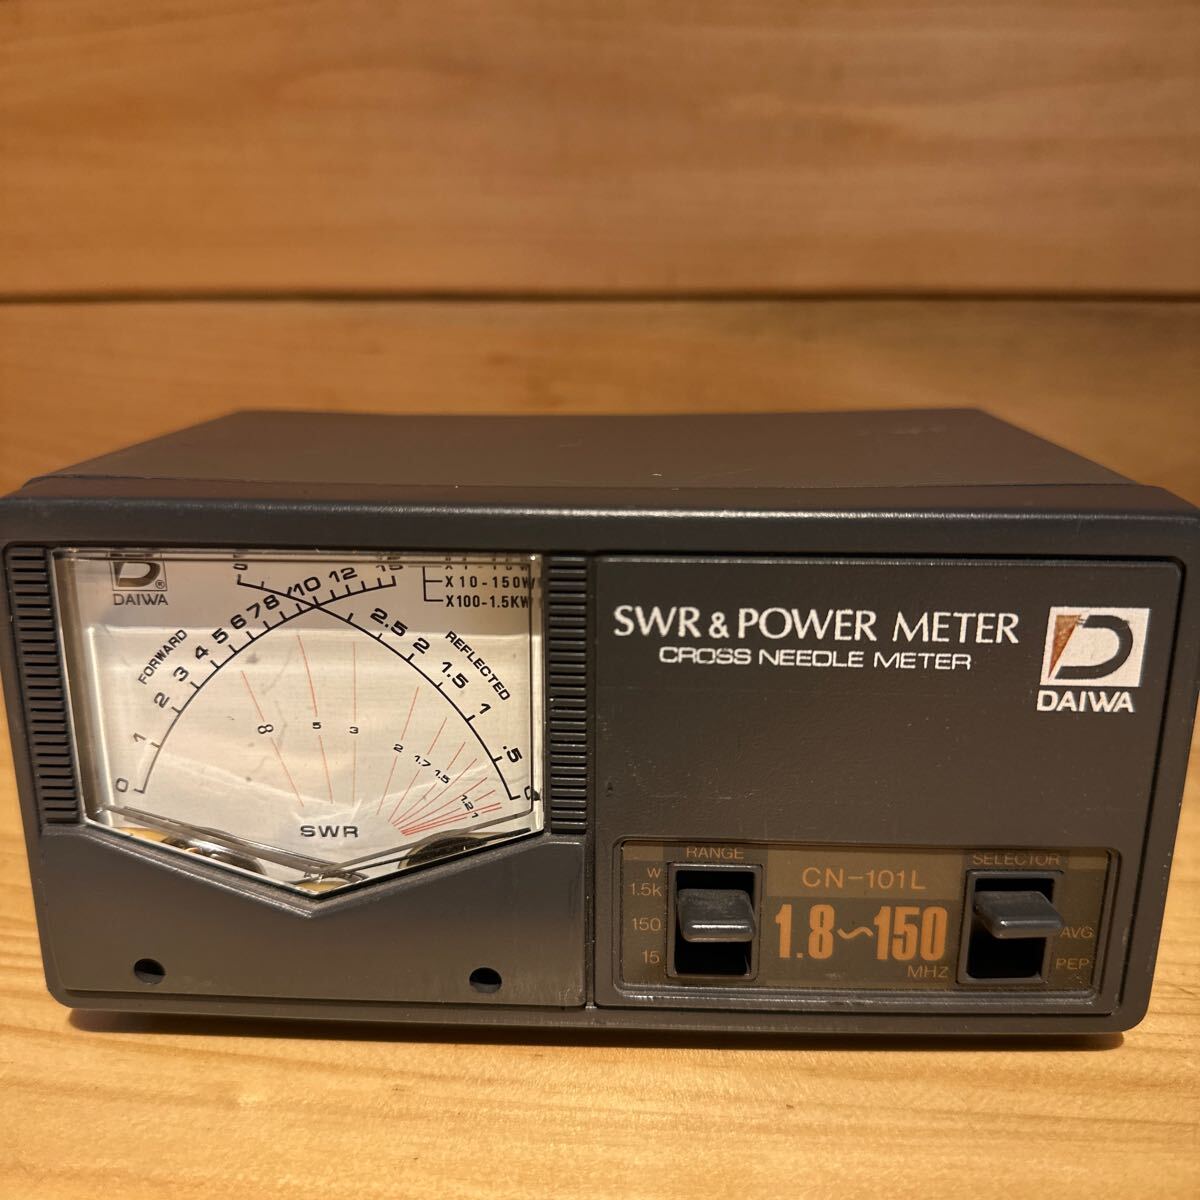 DAIWA ®
FORWARD
0 1 2 3 4 5 6 7 8 10 12 15
5 2.5 2 1.5 1 .5 0
REFLECTED
X 10 - 150W
X100 - 1.5KW
∞ 5 3 2 1.7 1.5 1.2 1
SWR
SWR & POWER METER
CROSS NEEDLE METER
DAIWA
RANGE
W
1.5k
150
15
CN-101L
1.8~150
MHZ
SELECTOR
AVG
PEP